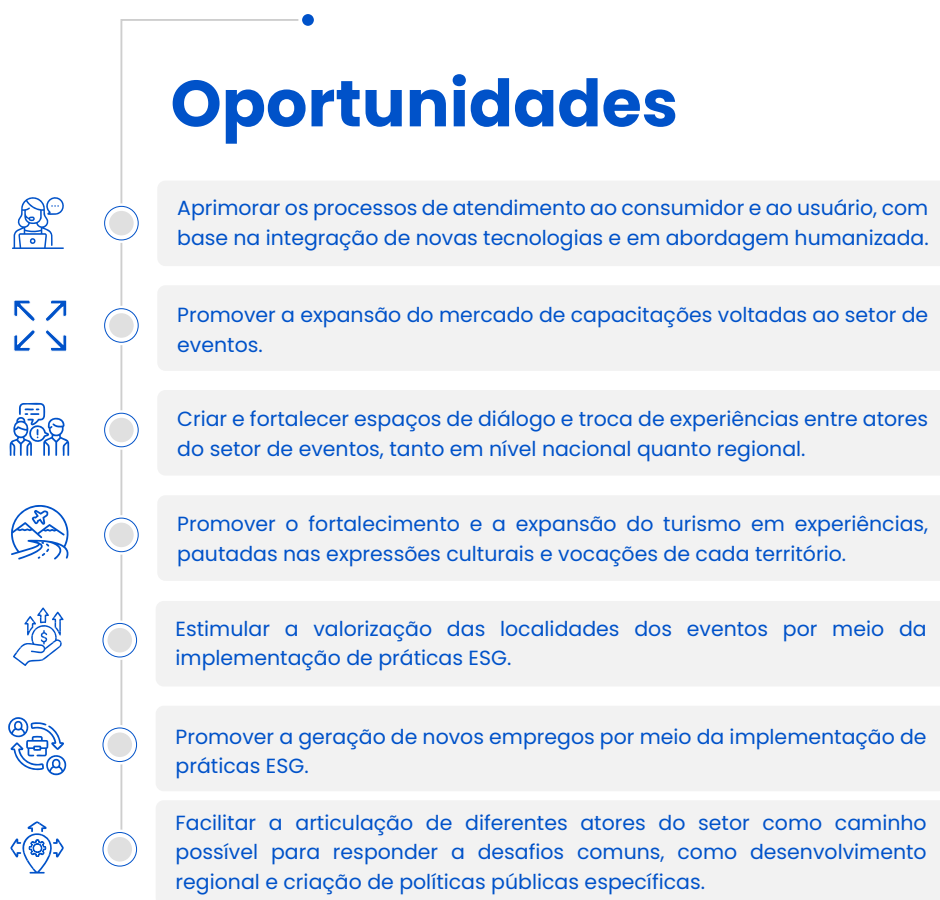 Oportunidades
Aprimorar os processos de atendimento ao consumidor e ao usuário, com
base na integração de novas tecnologias e em abordagem humanizada.
Promover a expansão do mercado de capacitações voltadas ao setor de
eventos.
Criar e fortalecer espaços de diálogo e troca de experiências entre atores
do setor de eventos, tanto em nível nacional quanto regional.
Promover o fortalecimento e a expansão do turismo em experiências,
pautadas nas expressões culturais e vocações de cada território.
Estimular a valorização das localidades dos eventos por meio da
implementação de práticas ESG.
Promover a geração de novos empregos por meio da implementação de
práticas ESG.
Facilitar a articulação de diferentes atores do setor como caminho
possível para responder a desafios comuns, como desenvolvimento
regional e criação de políticas públicas específicas.